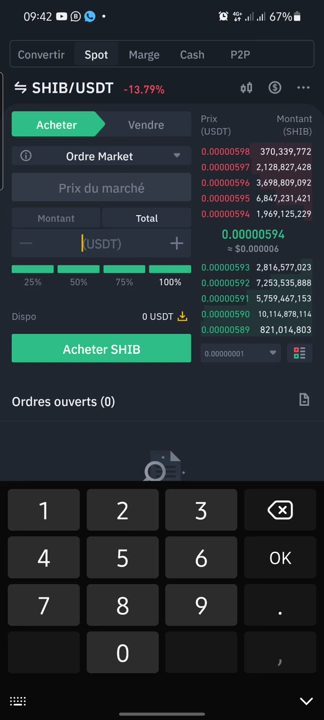 09:42 67%
Convertir Spot Marge Cash P2P
SHIB/USDT -13.79%
Acheter Vendre
Ordre Market
Prix du marché
Montant Total
(USDT)
25% 50% 75% 100%
Dispo 0 USDT
Acheter SHIB
Prix Montant
(USDT) (SHIB)
0.00000598 370,339,772
0.00000597 2,128,827,428
0.00000596 3,698,809,092
0.00000595 6,847,231,421
0.00000594 1,969,125,229
0.00000594
≈ $0.000006
0.00000593 2,816,577,023
0.00000592 7,253,535,888
0.00000591 5,759,467,153
0.00000590 10,114,878,114
0.00000589 821,014,803
0.00000001
Ordres ouverts (0)
1 2 3
4 5 6 OK
7 8 9 .
0 ,